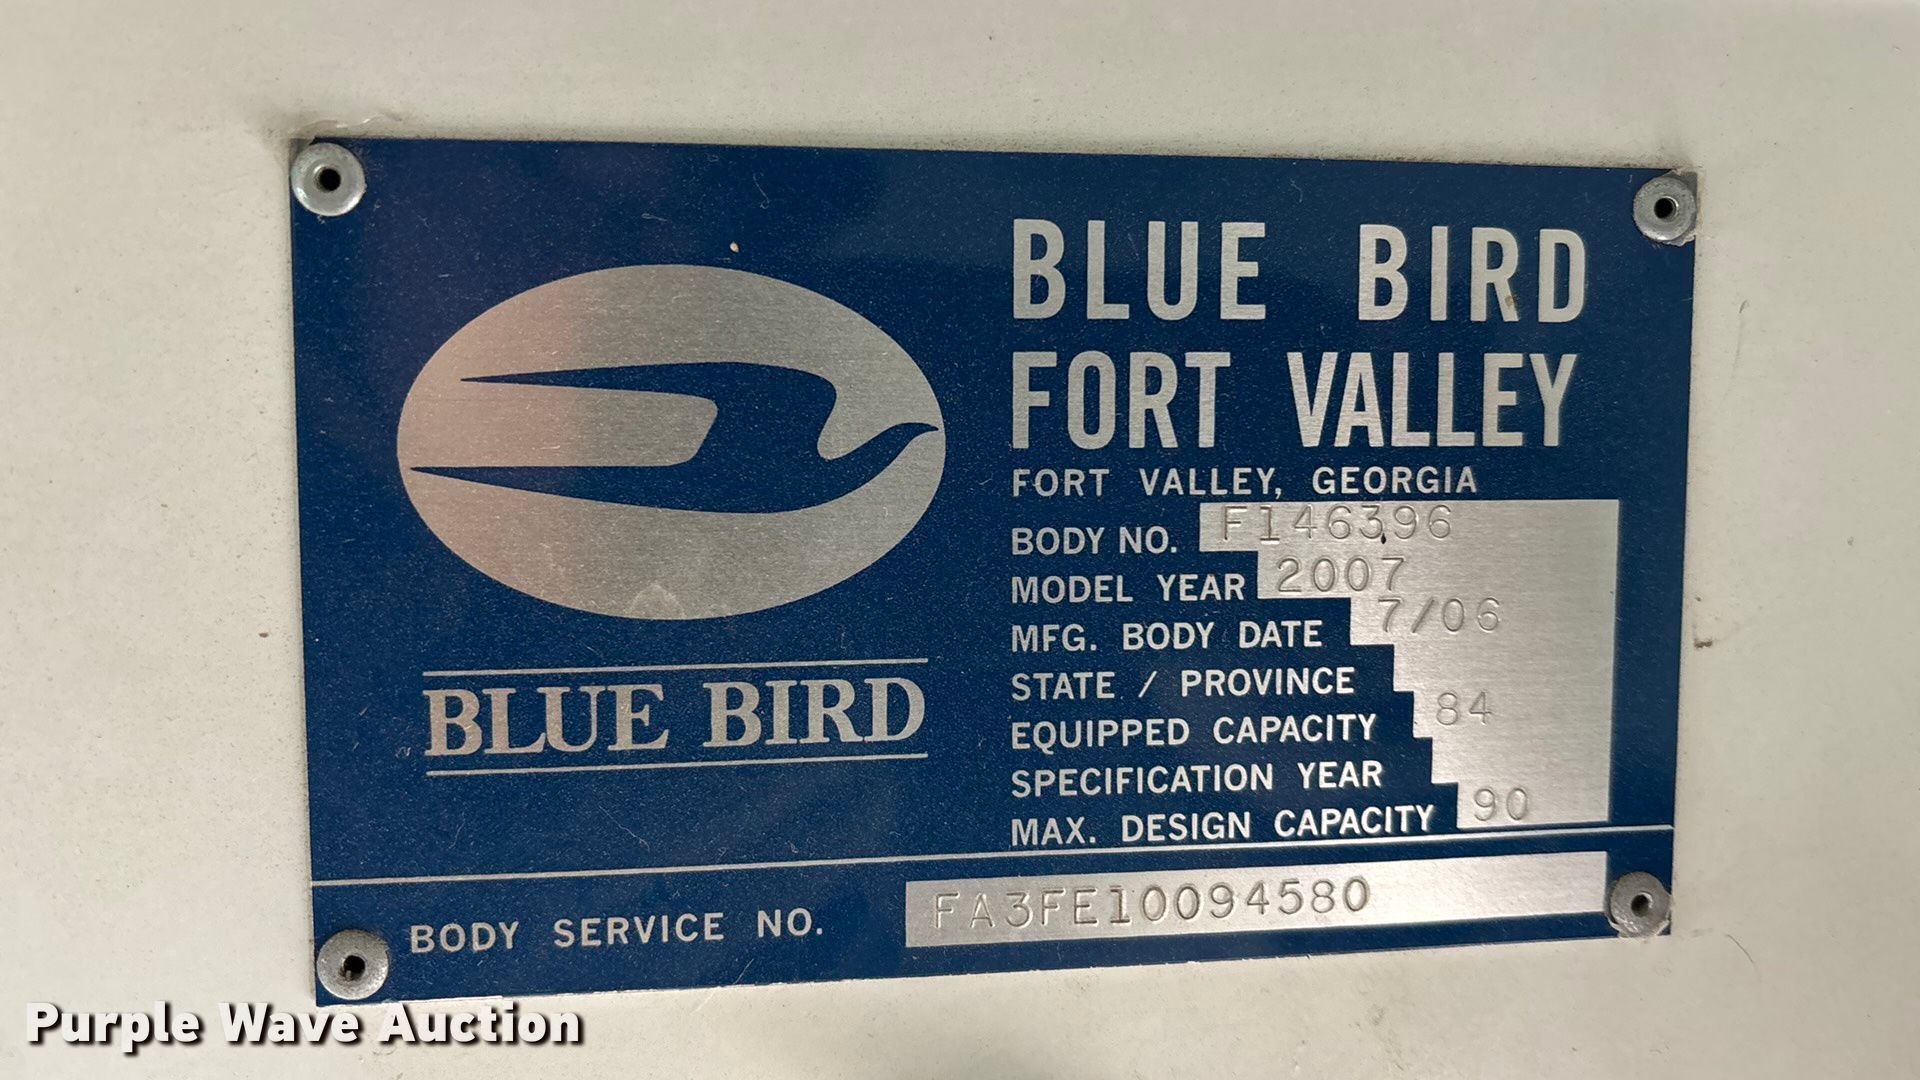 BLUE BIRD
BLUE BIRD
FORT VALLEY
FORT VALLEY, GEORGIA
BODY NO. F146396
MODEL YEAR 2007
MFG. BODY DATE 7/06
STATE / PROVINCE
EQUIPPED CAPACITY 84
SPECIFICATION YEAR
MAX. DESIGN CAPACITY 90
BODY SERVICE NO. FA3FE10094580
Purple Wave Auction